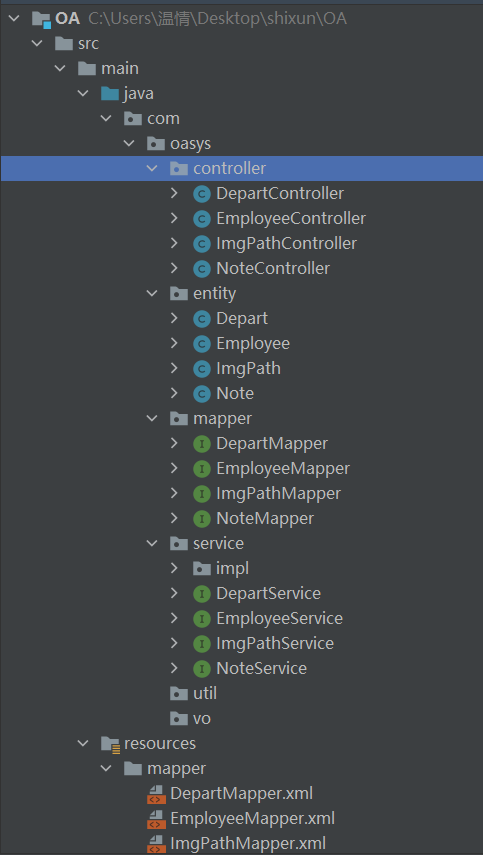 OA C:\Users\温情\Desktop\shixun\OA
src
main
java
com
oasys
controller
C DepartController
C EmployeeController
C ImgPathController
C NoteController
entity
C Depart
C Employee
C ImgPath
C Note
mapper
I DepartMapper
I EmployeeMapper
I ImgPathMapper
I NoteMapper
service
impl
I DepartService
I EmployeeService
I ImgPathService
I NoteService
util
vo
resources
mapper
DepartMapper.xml
EmployeeMapper.xml
ImgPathMapper.xml